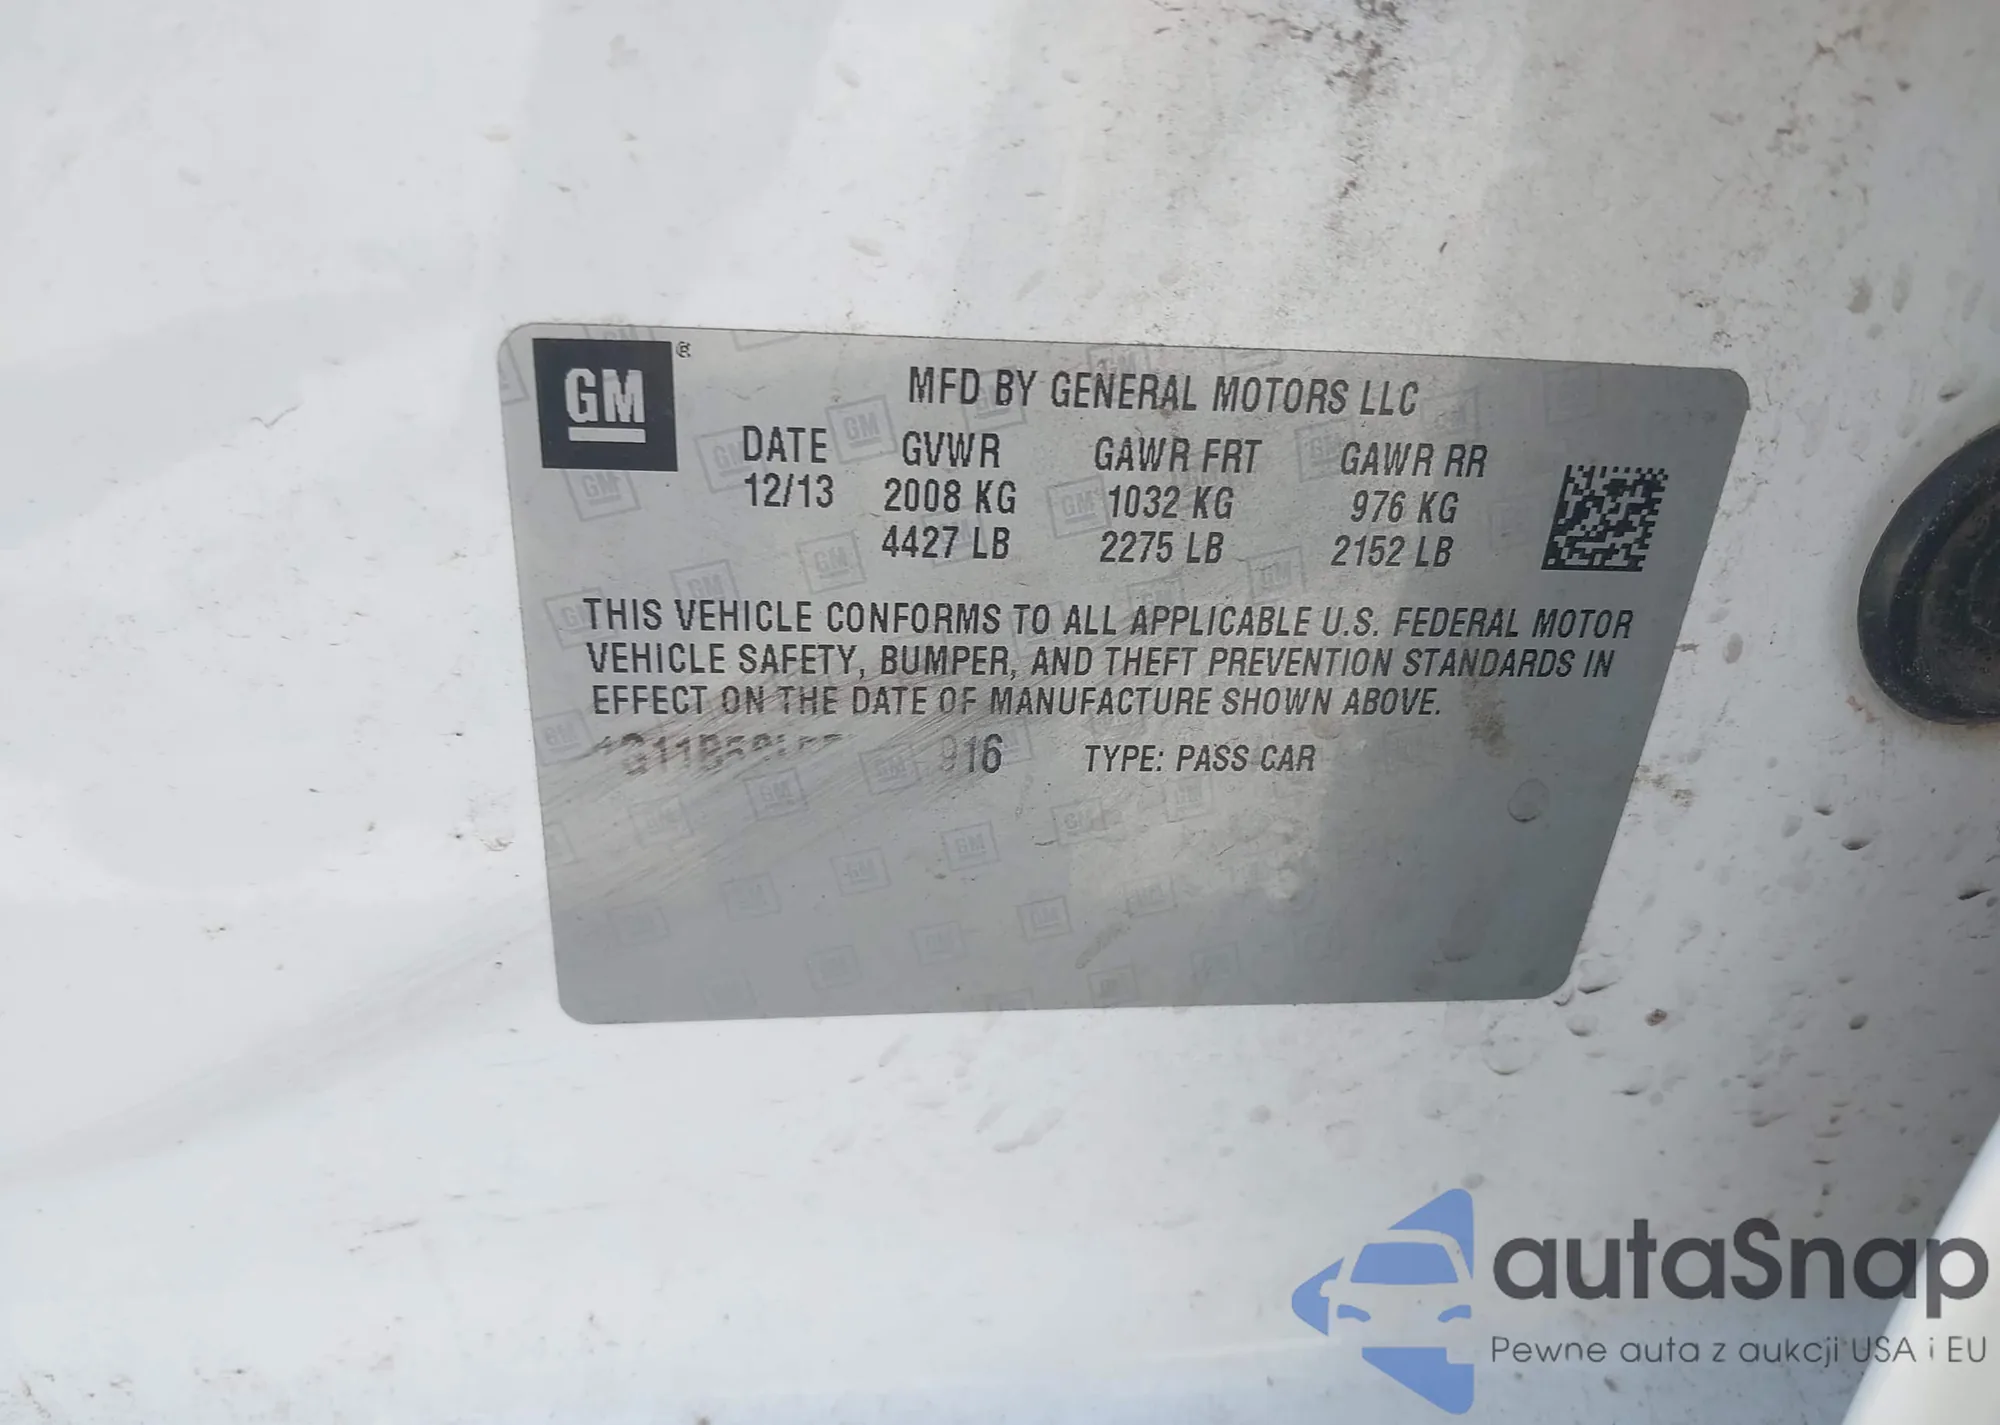 GM ®
MFD BY GENERAL MOTORS LLC
DATE GVWR GAWR FRT GAWR RR
12/13 2008 KG 1032 KG 976 KG
4427 LB 2275 LB 2152 LB
THIS VEHICLE CONFORMS TO ALL APPLICABLE U.S. FEDERAL MOTOR
VEHICLE SAFETY, BUMPER, AND THEFT PREVENTION STANDARDS IN
EFFECT ON THE DATE OF MANUFACTURE SHOWN ABOVE.
916 TYPE: PASS CAR
autaSnap
Pewne auta z aukcji USA i EU